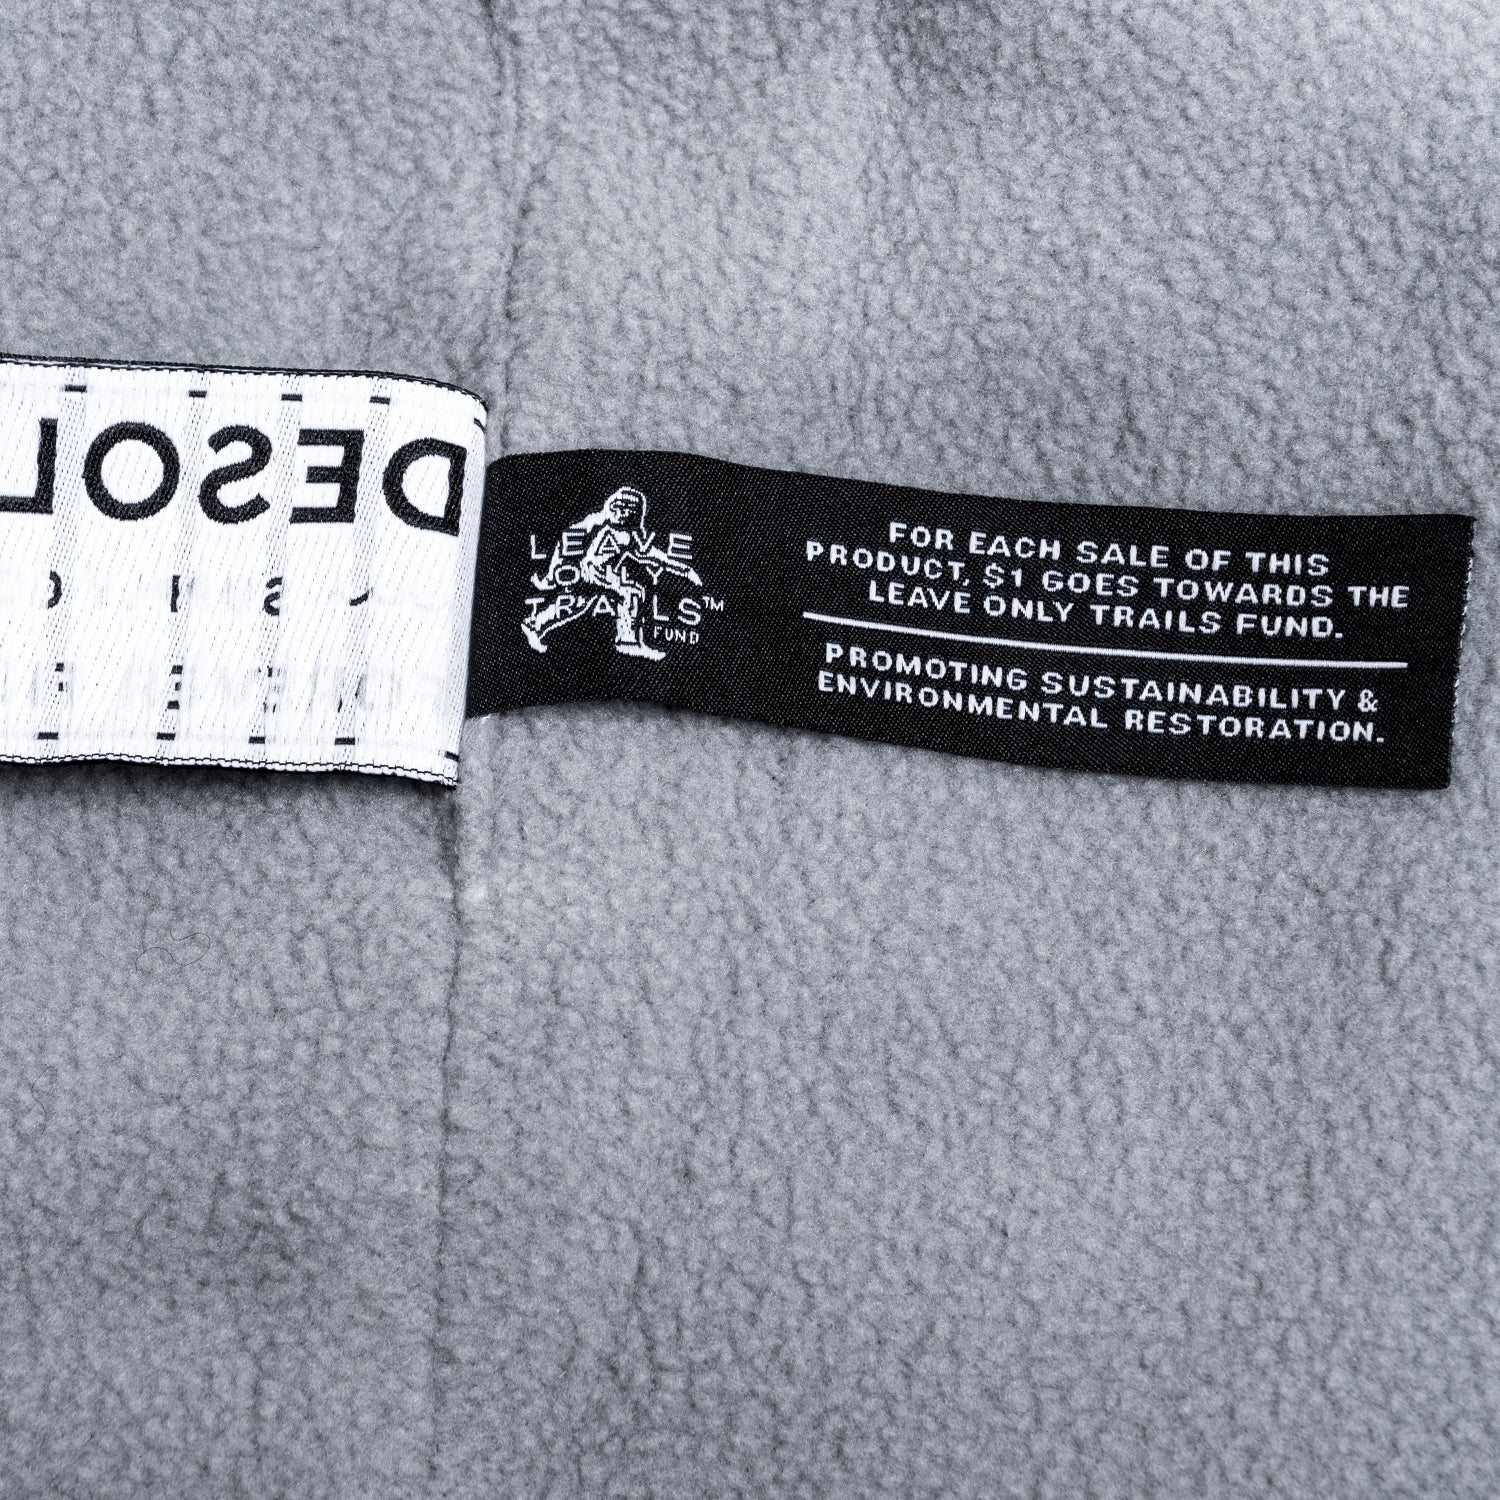 DESOL
LEAVE
ONLY
TRAILS™
FUND
FOR EACH SALE OF THIS
PRODUCT, $1 GOES TOWARDS THE
LEAVE ONLY TRAILS FUND.
PROMOTING SUSTAINABILITY &
ENVIRONMENTAL RESTORATION.